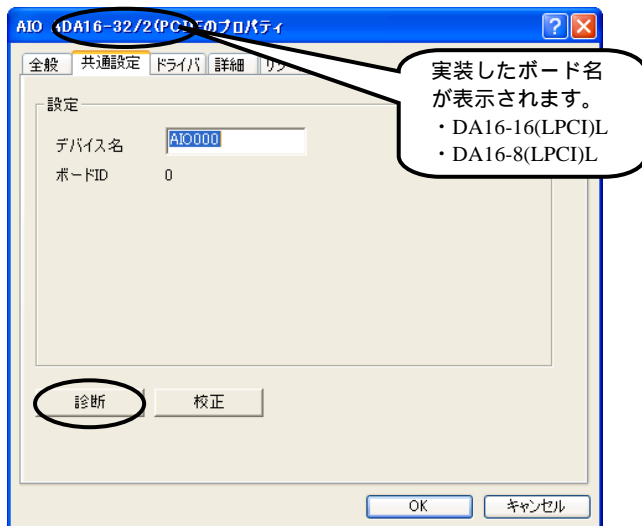 AIO ADA16-32/2(PCI)Fのプロパティ
全般 共通設定 ドライバ 詳細
実装したボード名
が表示されます。
・DA16-16(LPCI)L
・DA16-8(LPCI)L
設定
デバイス名 AIO000
ボードID 0
診断 校正
OK キャンセル